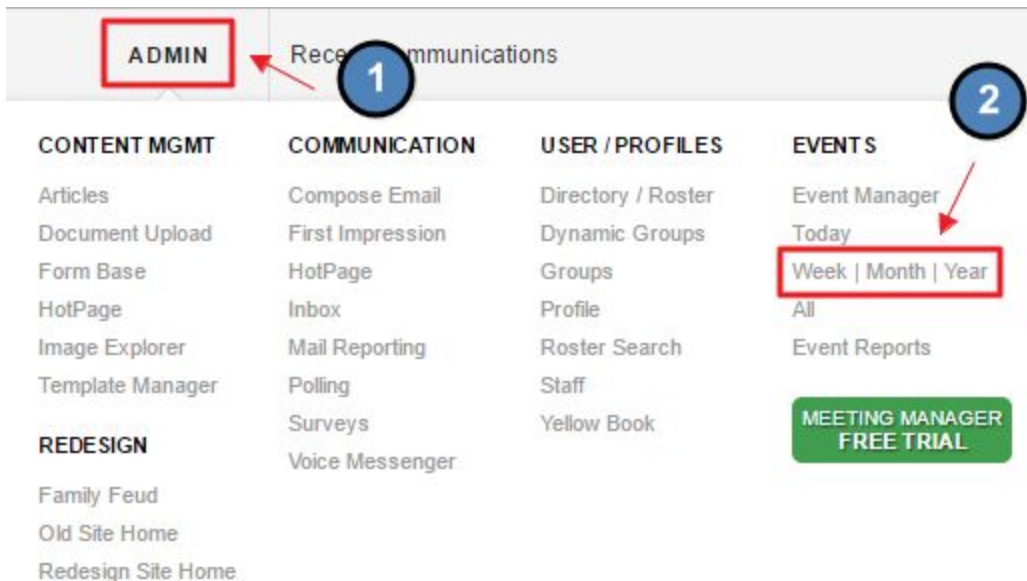 ADMIN
Rece mmunications
1
2
CONTENT MGMT
Articles
Document Upload
Form Base
HotPage
Image Explorer
Template Manager
REDESIGN
Family Feud
Old Site Home
Redesign Site Home
COMMUNICATION
Compose Email
First Impression
HotPage
Inbox
Mail Reporting
Polling
Surveys
Voice Messenger
USER / PROFILES
Directory / Roster
Dynamic Groups
Groups
Profile
Roster Search
Staff
Yellow Book
EVENTS
Event Manager
Today
Week | Month | Year
All
Event Reports
MEETING MANAGER
FREE TRIAL